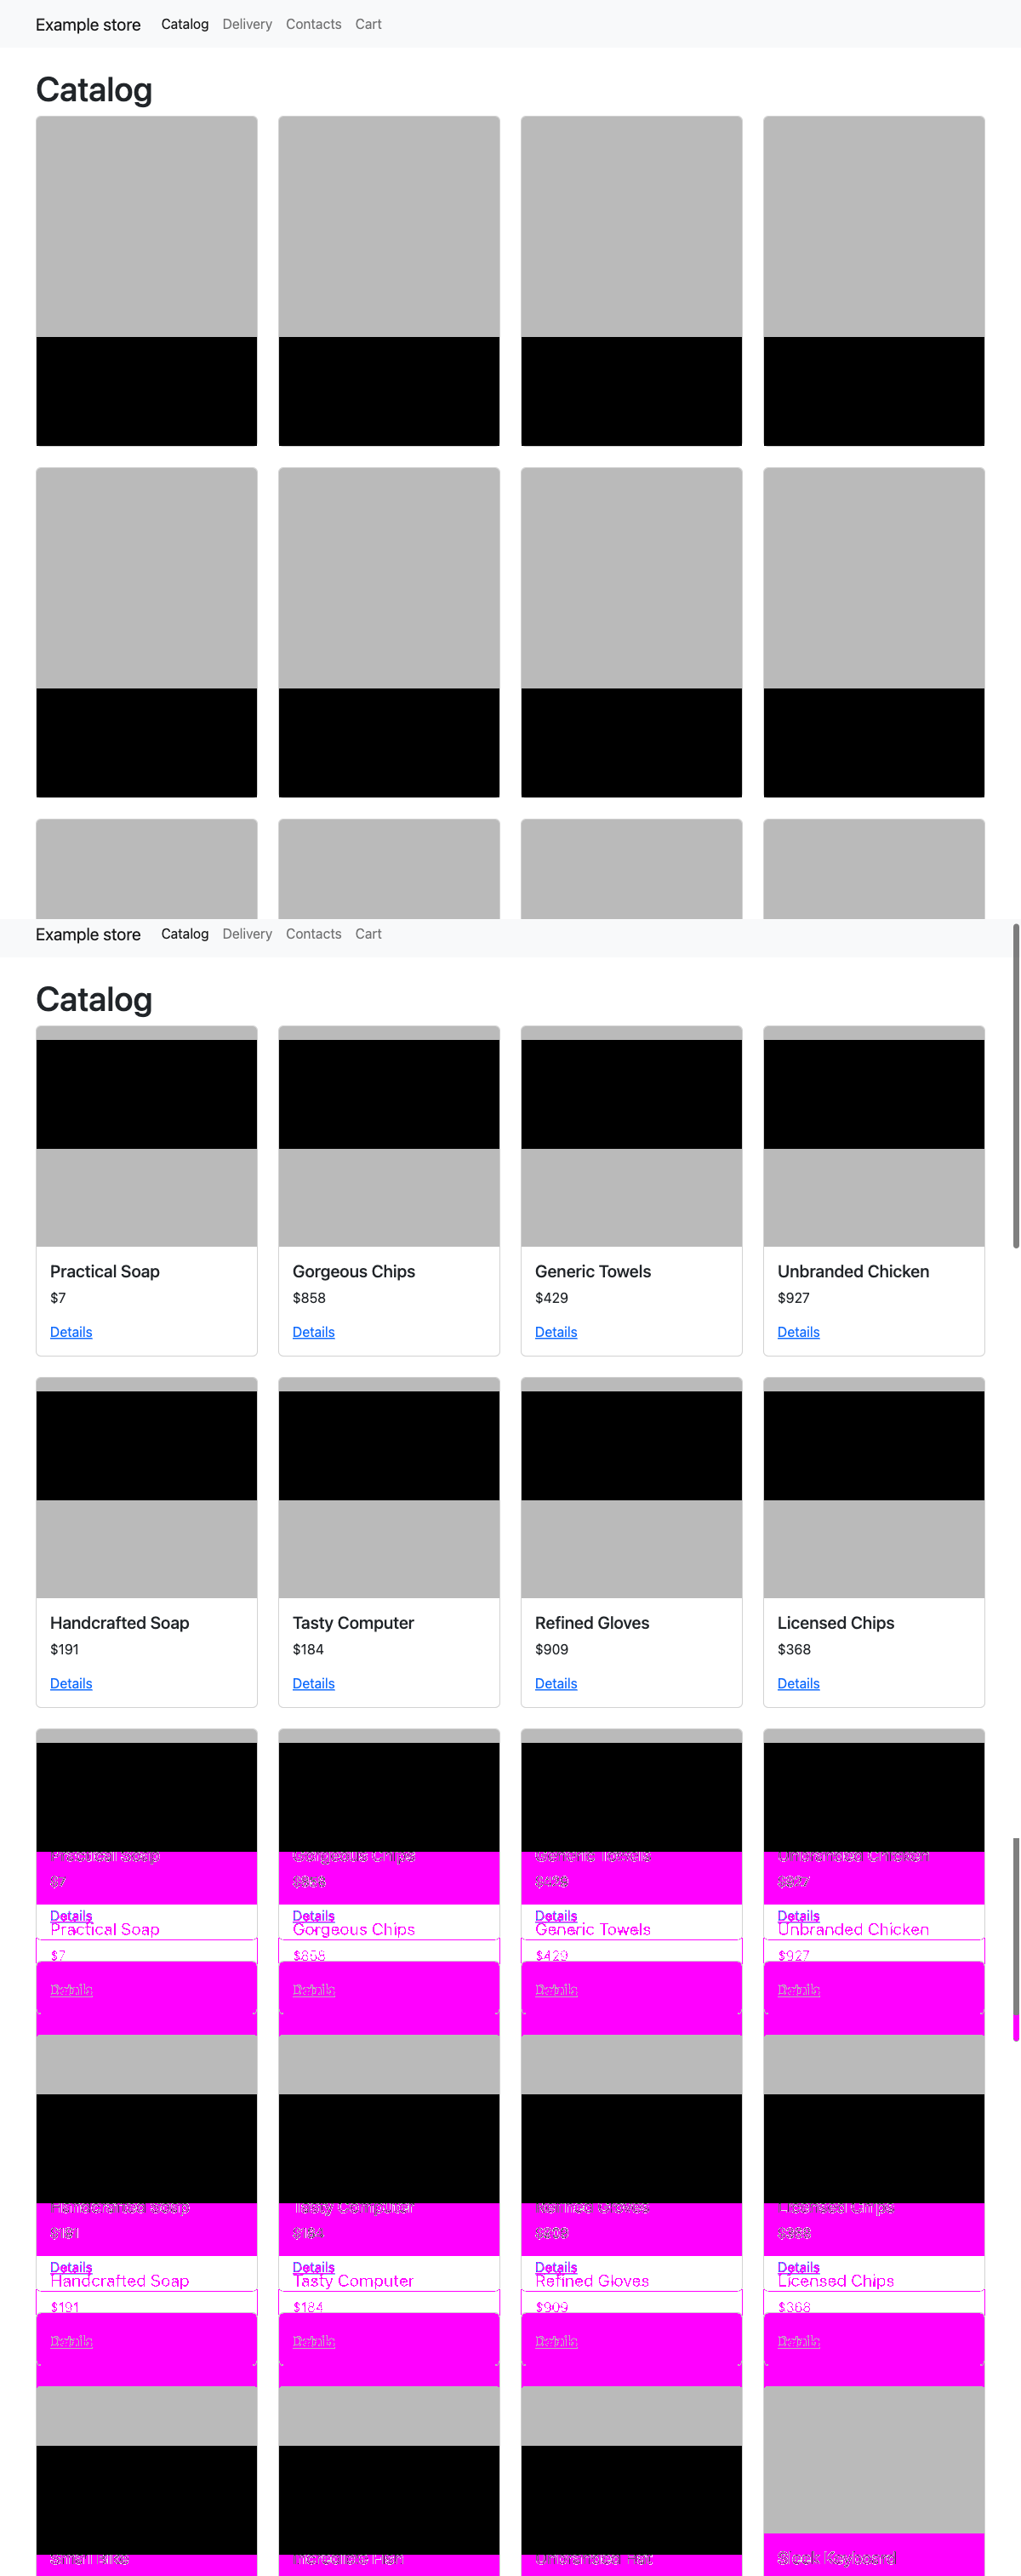 Example store Catalog Delivery Contacts Cart
Catalog
Example store Catalog Delivery Contacts Cart
Catalog
Practical Soap Gorgeous Chips Generic Towels Unbranded Chicken
$7 $858 $429 $927
Details Details Details Details
Handcrafted Soap Tasty Computer Refined Gloves Licensed Chips
$191 $184 $909 $368
Details Details Details Details
Practical Soap Gorgeous Chips Generic Towels Unbranded Chicken
$7 $858 $429 $927
Details Details Details Details
Practical Soap Gorgeous Chips Generic Towels Unbranded Chicken
$7 $858 $429 $927
Details Details Details Details
Handcrafted Soap Tasty Computer Refined Gloves Licensed Chips
$191 $184
Details Details Details Details
Handcrafted Soap Tasty Computer Refined Gloves Licensed Chips
$191 $184 $909 $368
Details Details Details Details
Small Bike Incredible Fish Unbranded Hat Sleek Keyboard